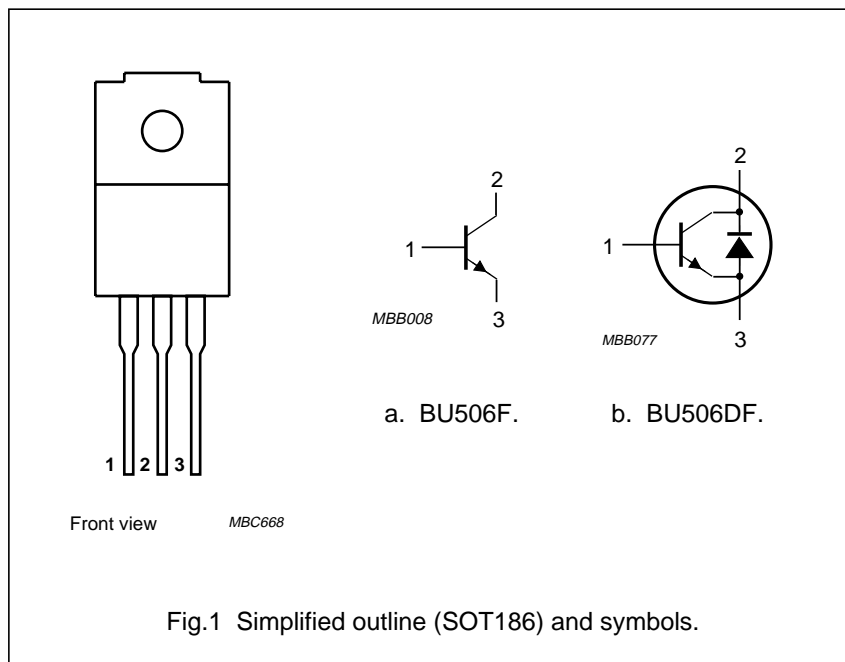 1 2 3
Front view MBC668
2
1
3
MBB008
a. BU506F.
2
1
3
MBB077
b. BU506DF.
Fig.1 Simplified outline (SOT186) and symbols.